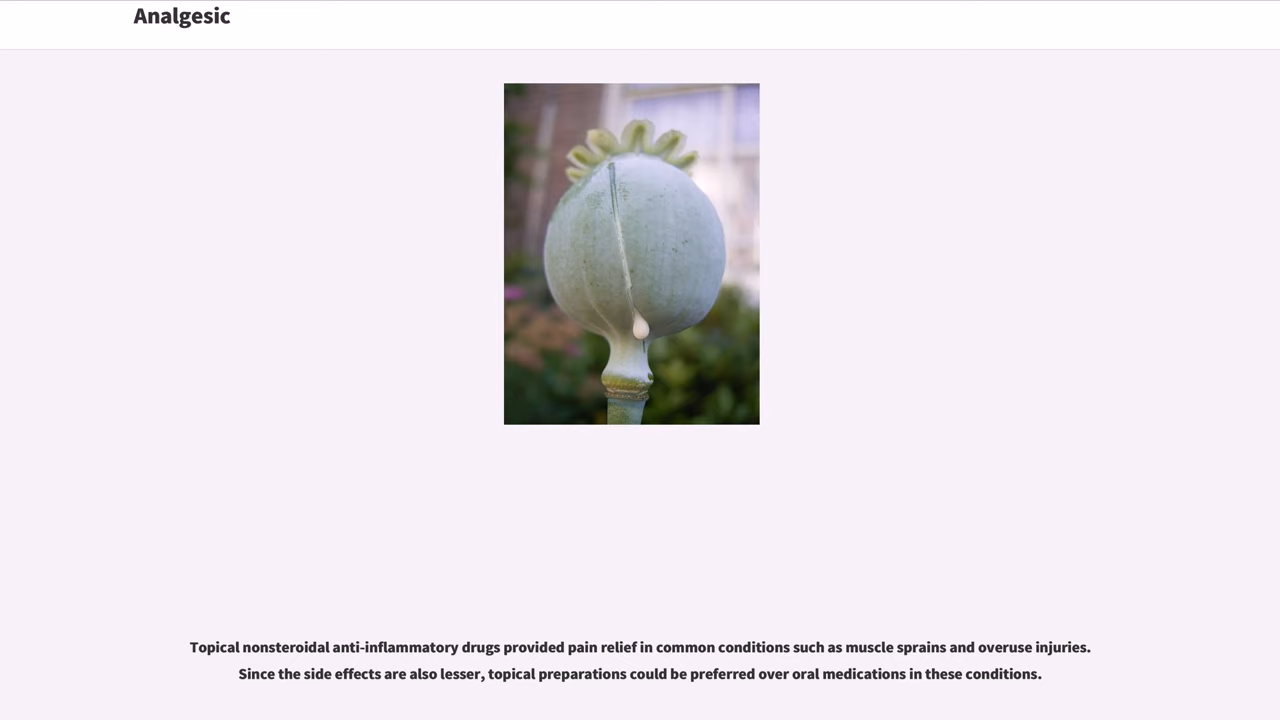 Analgesic
Topical nonsteroidal anti-inflammatory drugs provided pain relief in common conditions such as muscle sprains and overuse injuries.
Since the side effects are also lesser, topical preparations could be preferred over oral medications in these conditions.